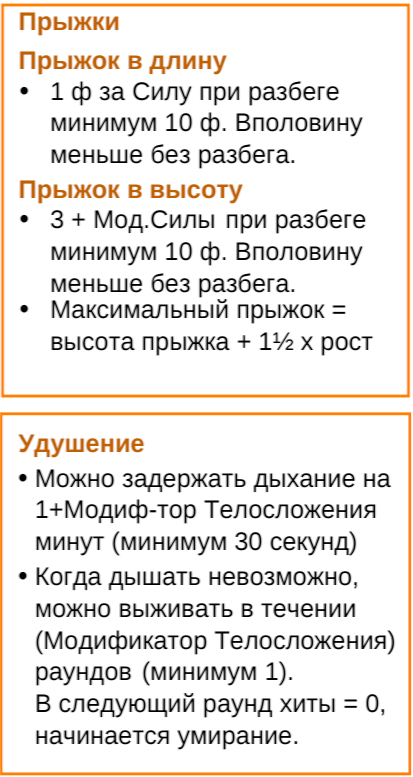 Прыжки
Прыжок в длину
• 1 ф за Силу при разбеге
минимум 10 ф. Вполовину
меньше без разбега.
Прыжок в высоту
• 3 + Мод.Силы при разбеге
минимум 10 ф. Вполовину
меньше без разбега.
• Максимальный прыжок =
высота прыжка + 1½ х рост
Удушение
• Можно задержать дыхание на
1+Модиф-тор Телосложения
минут (минимум 30 секунд)
• Когда дышать невозможно,
можно выживать в течении
(Модификатор Телосложения)
раундов (минимум 1).
В следующий раунд хиты = 0,
начинается умирание.